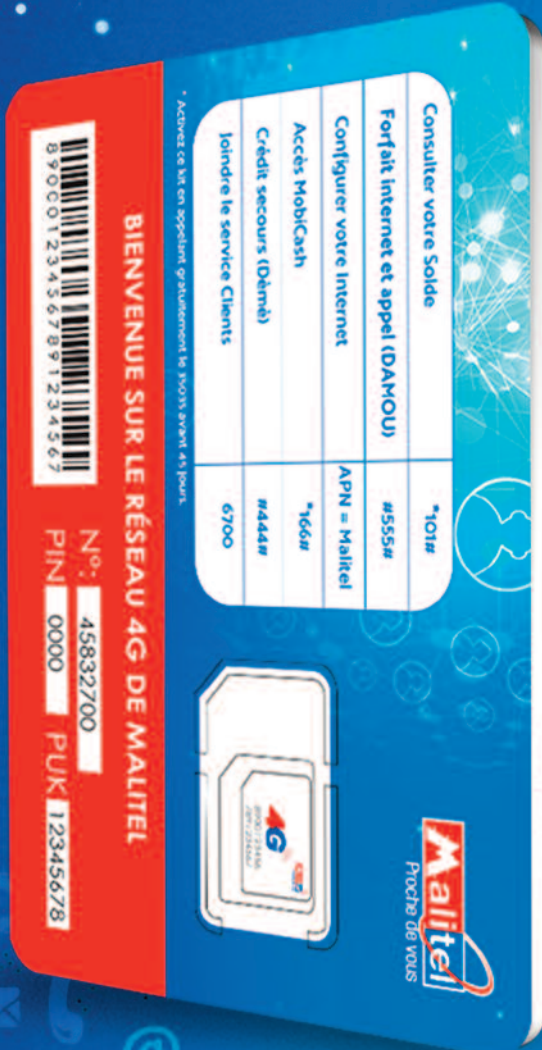 Malitel
Proche de vous
Consulter votre Solde *101#
Forfait internet et appel (DAMOU) #555#
Configurer votre Internet APN = Malitel
Accès MobiCash *166#
Crédit secours (Dèmè) #444#
Joindre le service Clients 6700
* Activez ce kit en appelant gratuitement le 35035 avant 45 jours.
4G
BIENVENUE SUR LE RÉSEAU 4G DE MALITEL
890001234567891234567
N°: 45832700
PIN 0000 PUK 12345678